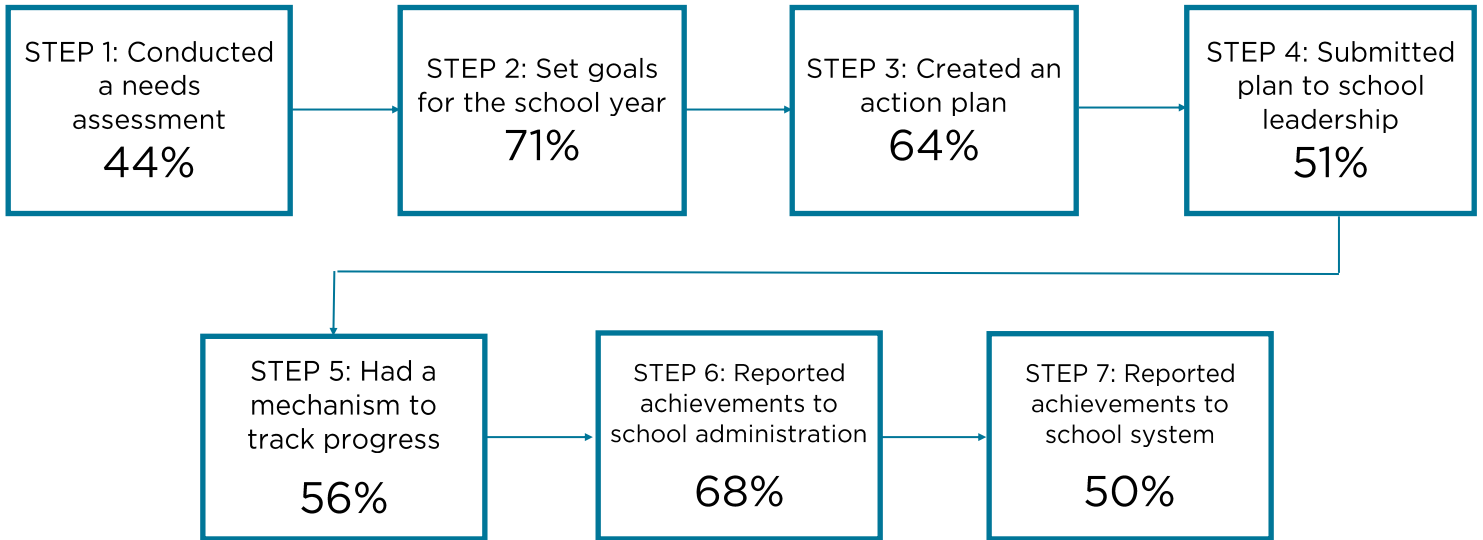 STEP 1: Conducted
a needs
assessment
44%
STEP 2: Set goals
for the school year
71%
STEP 3: Created an
action plan
64%
STEP 4: Submitted
plan to school
leadership
51%
STEP 5: Had a
mechanism to
track progress
56%
STEP 6: Reported
achievements to
school administration
68%
STEP 7: Reported
achievements to
school system
50%